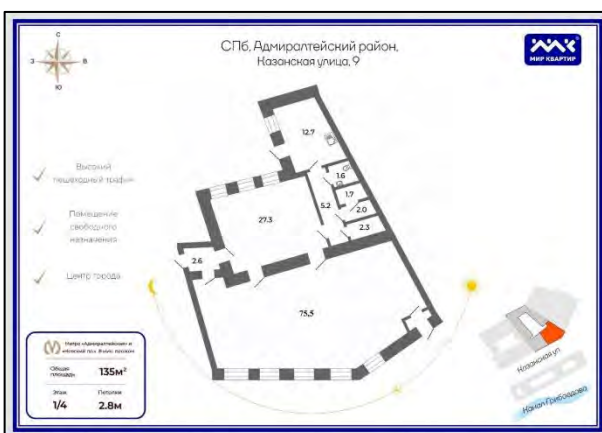 С
З
В
Ю
СПб, Адмиралтейский район,
Казанская улица, 9
МИР КВАРТИР
Высокий
пешеходный трафик
Помещение
свободного
назначения
Центр города
12.7
1.6
1.7
5.2
2.0
2.3
27.3
2.6
75,5
Метро «Адмиралтейская» и
Общая
площадь
135м²
Этаж
Потолки
1/4
2.8м
Казанская ул
Канал Грибоедова